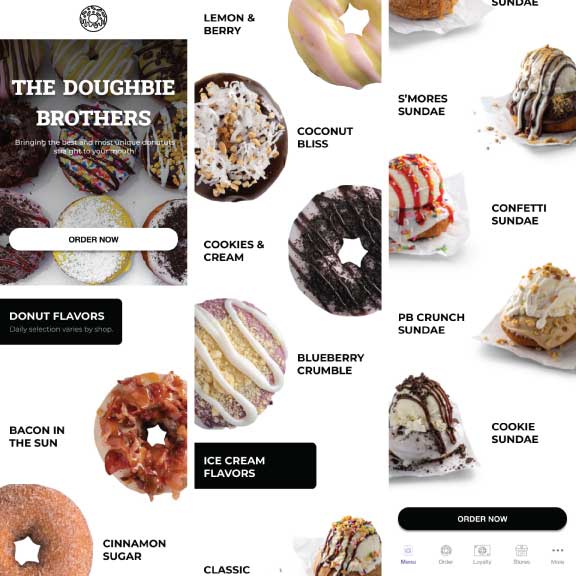 THE DOUGHBIE
BROTHERS
Bringing the best and most unique donututs
straight to your mouth!
ORDER NOW
DONUT FLAVORS
Daily selection varies by shop.
BACON IN
THE SUN
CINNAMON
SUGAR
LEMON &
BERRY
COCONUT
BLISS
COOKIES &
CREAM
BLUEBERRY
CRUMBLE
ICE CREAM
FLAVORS
CLASSIC
SUNDAE
S'MORES
SUNDAE
CONFETTI
SUNDAE
PB CRUNCH
SUNDAE
COOKIE
SUNDAE
ORDER NOW
Menu
Order
Loyalty
Stores
More